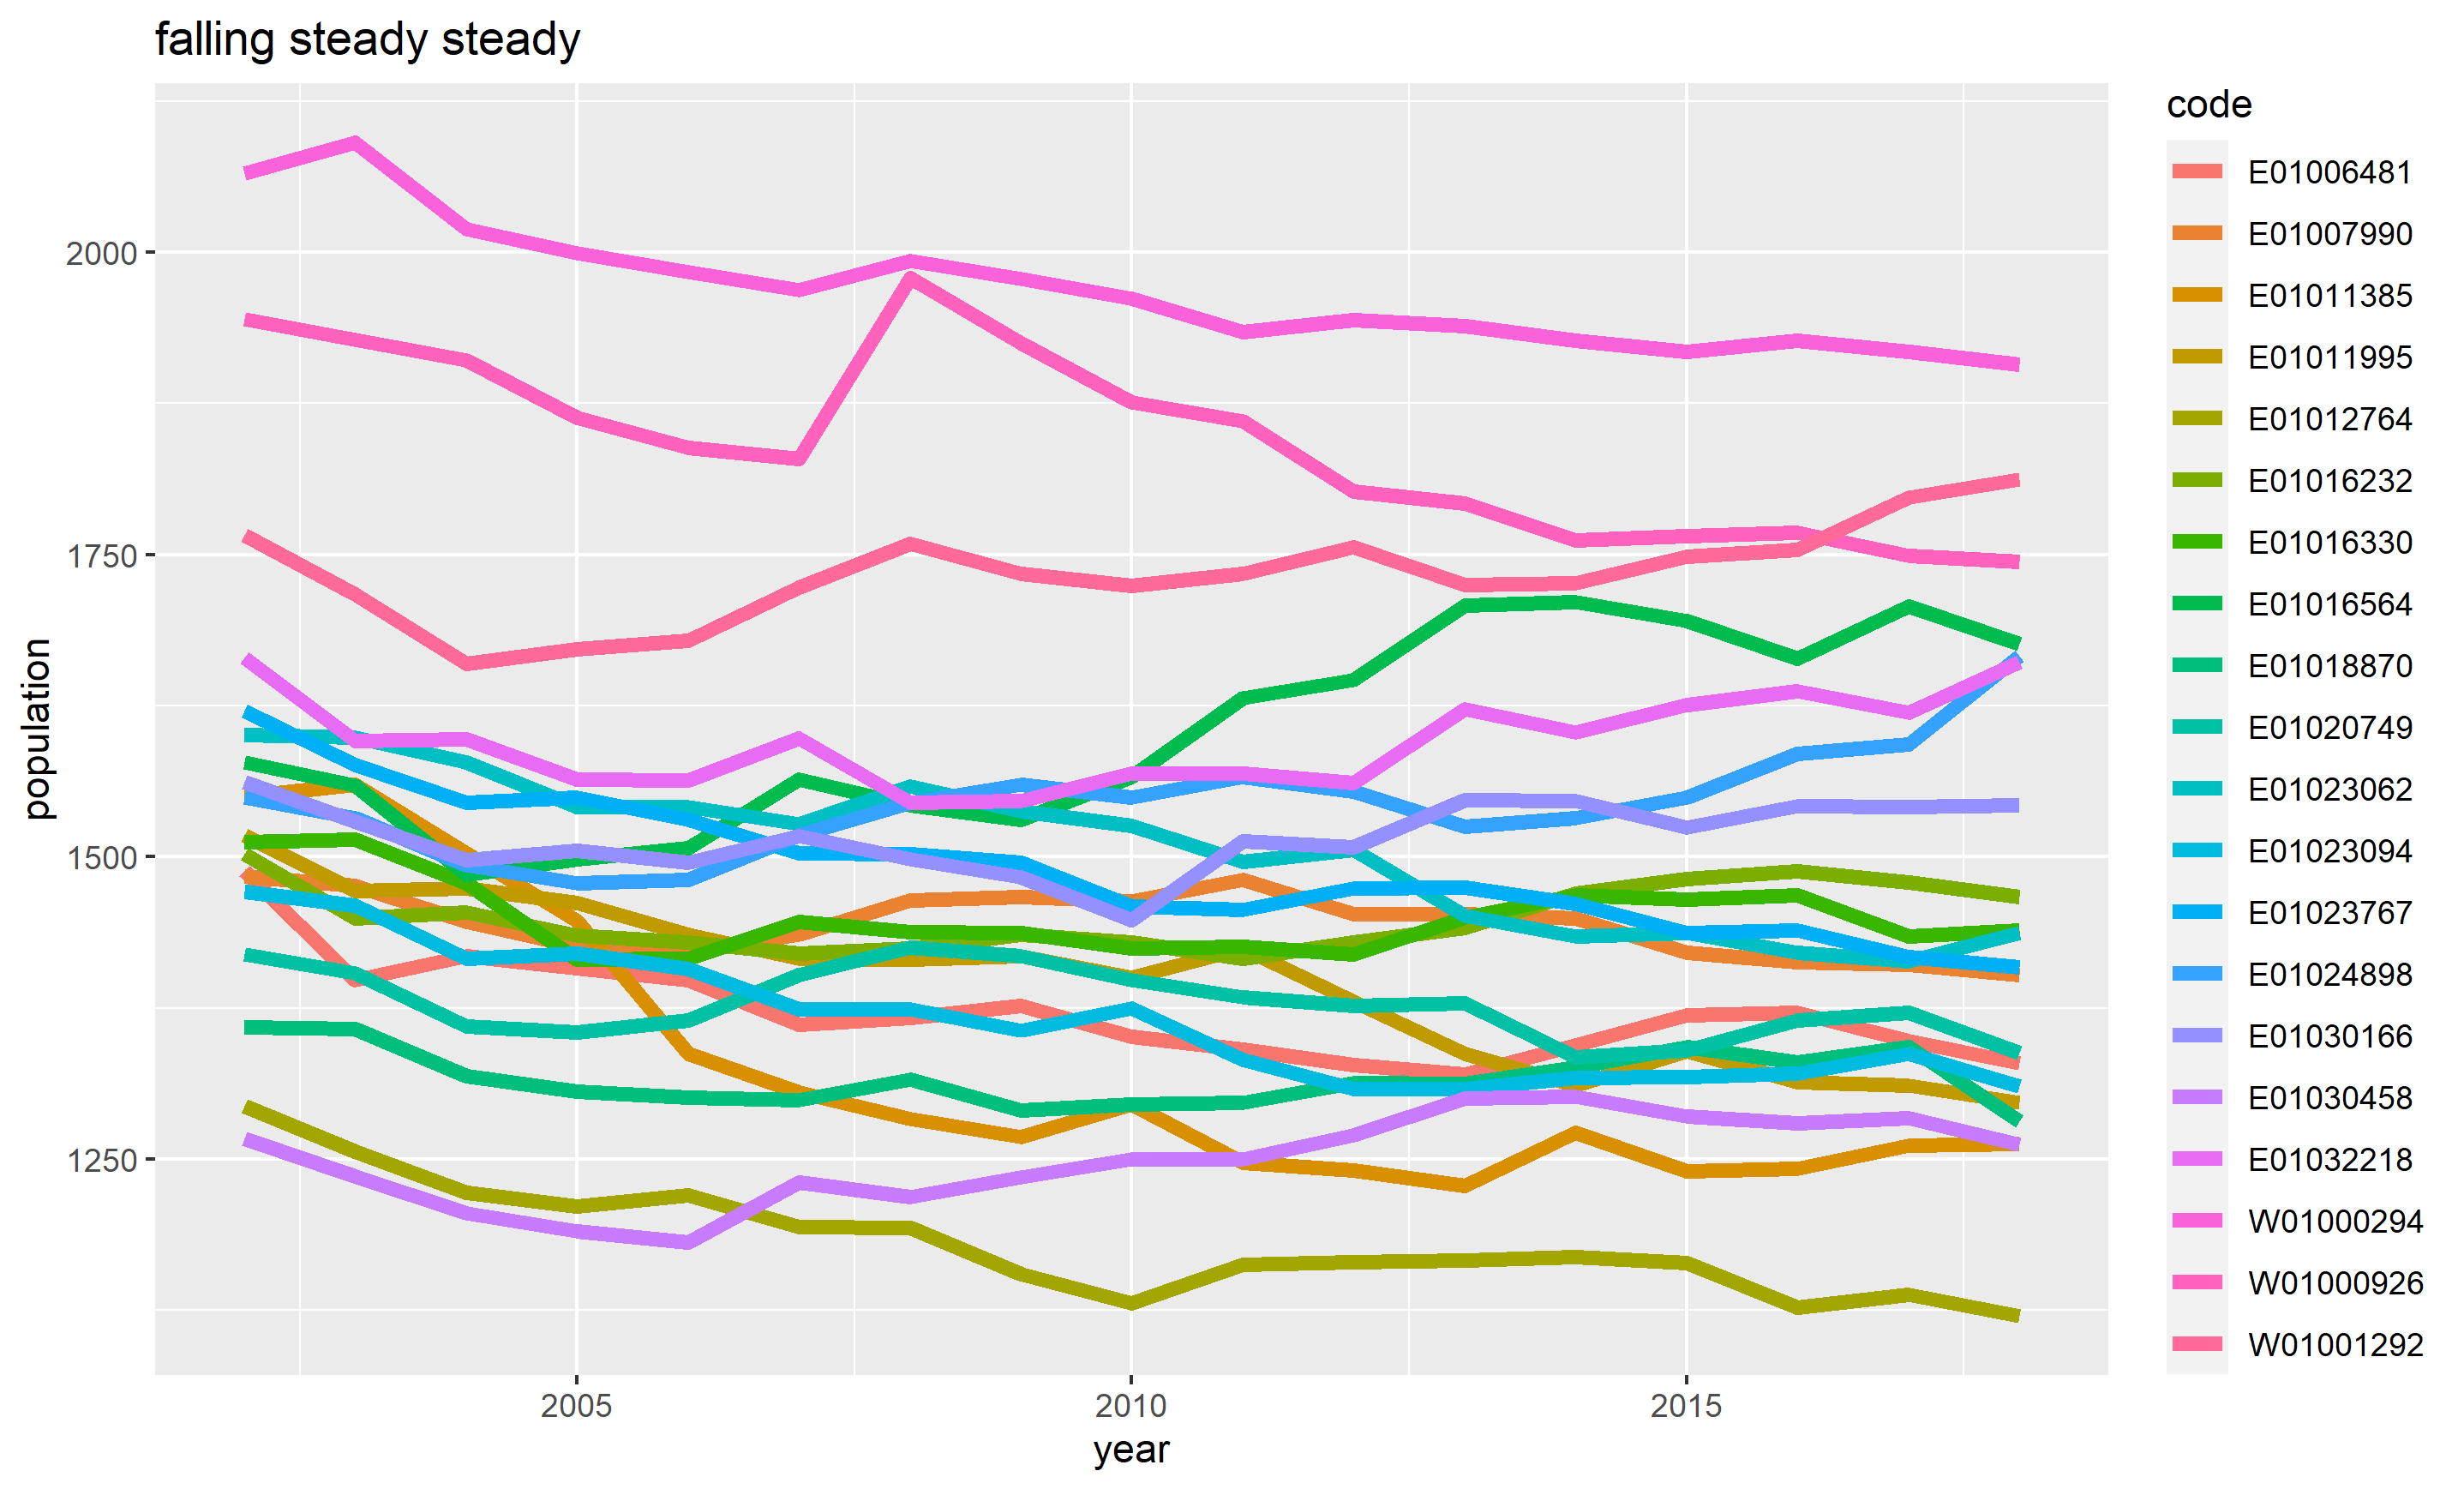 falling steady steady
population
2000
1750
1500
1250
2005
2010
2015
year
code
E01006481
E01007990
E01011385
E01011995
E01012764
E01016232
E01016330
E01016564
E01018870
E01020749
E01023062
E01023094
E01023767
E01024898
E01030166
E01030458
E01032218
W01000294
W01000926
W01001292